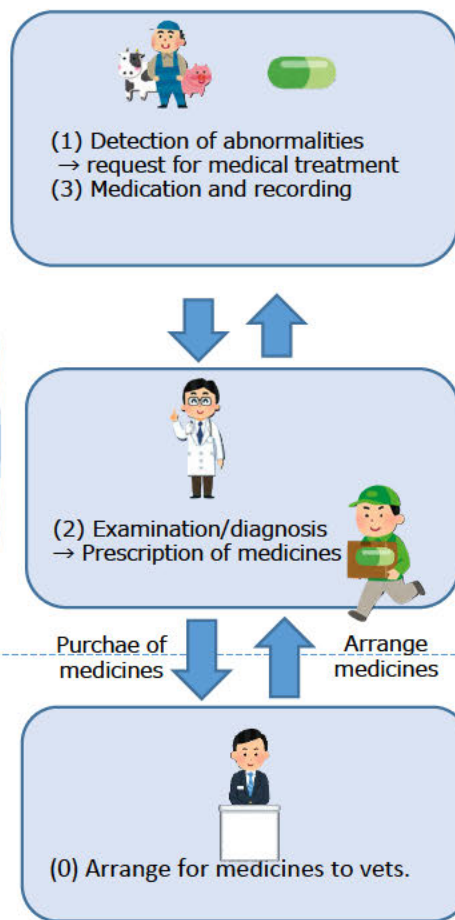 (1) Detection of abnormalities
→ request for medical treatment
(3) Medication and recording
(2) Examination/diagnosis
→ Prescription of medicines
Purchae of
medicines
Arrange
medicines
(0) Arrange for medicines to vets.